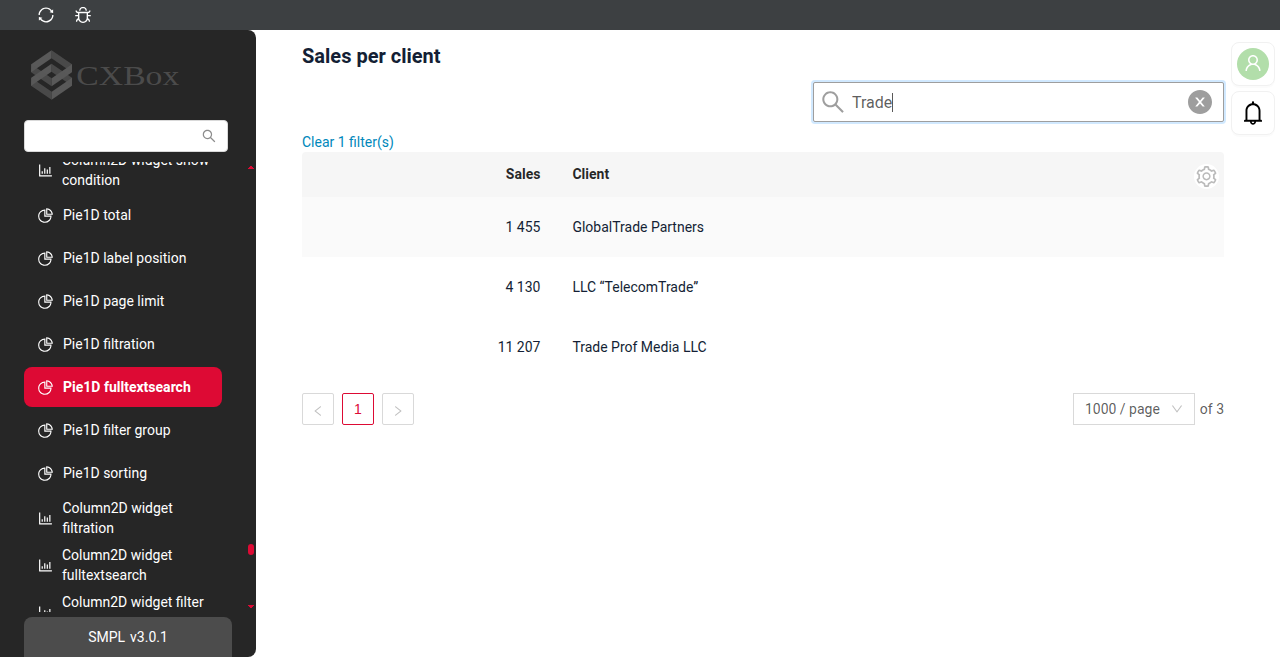 CXBox
Column2D widget show
condition
Pie1D total
Pie1D label position
Pie1D page limit
Pie1D filtration
Pie1D fulltextsearch
Pie1D filter group
Pie1D sorting
Column2D widget
filtration
Column2D widget
fulltextsearch
Column2D widget filter
SMPL v3.0.1
Sales per client
Trade
Clear 1 filter(s)
Sales Client
1 455 GlobalTrade Partners
4 130 LLC “TelecomTrade”
11 207 Trade Prof Media LLC
< 1 >
1000 / page of 3